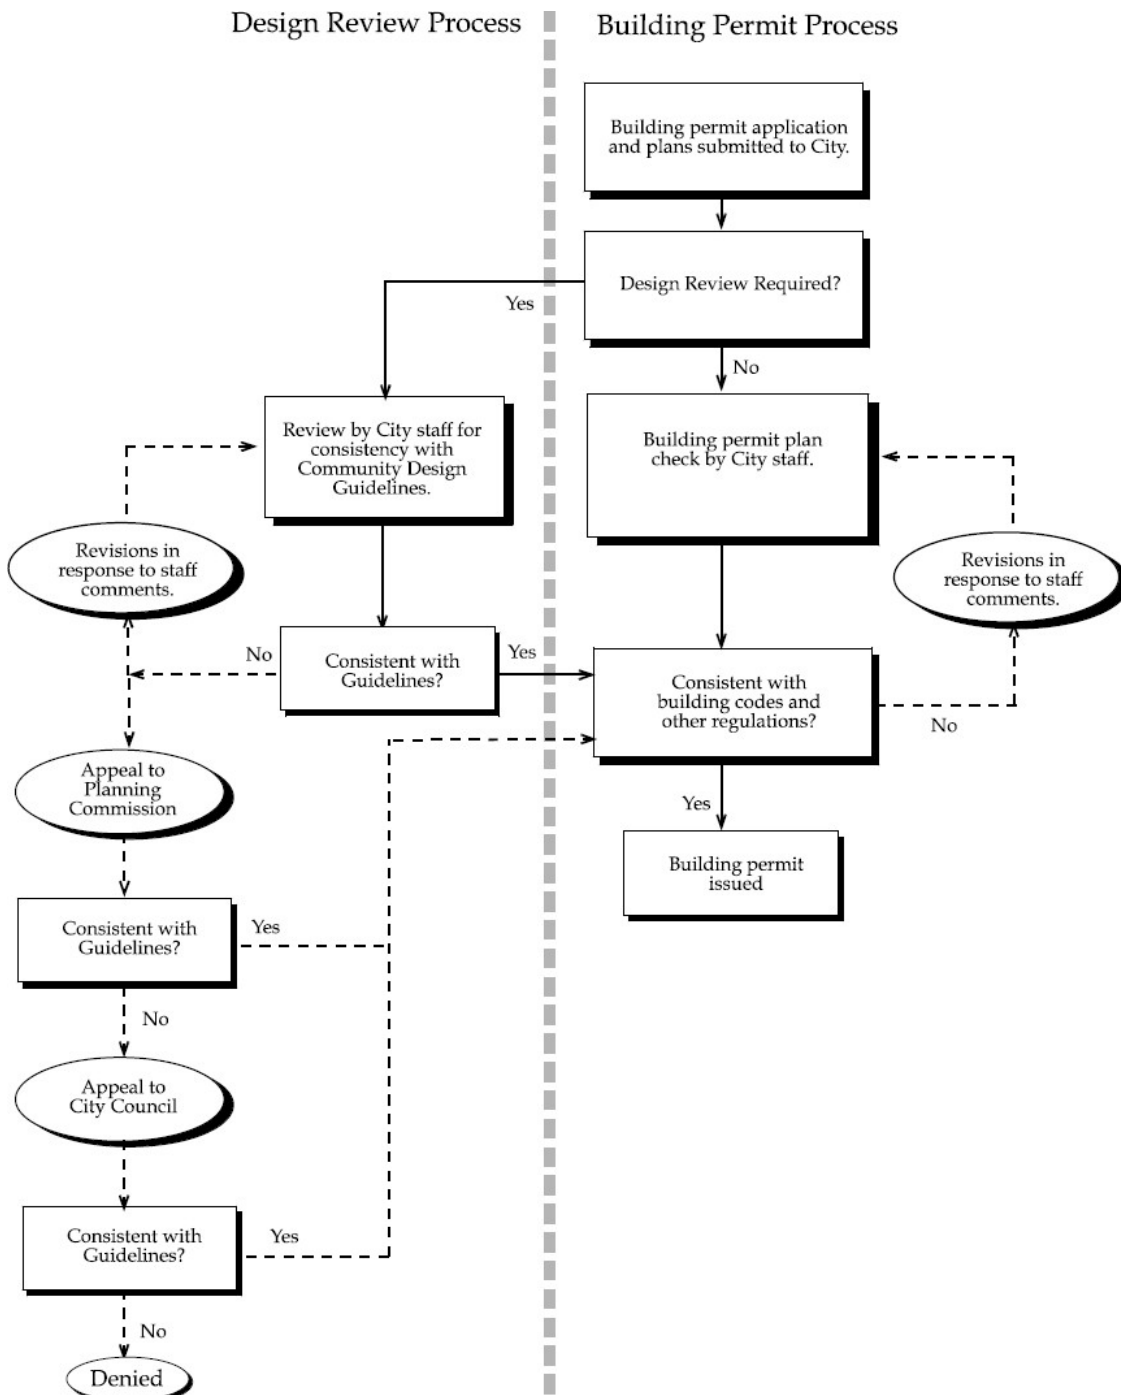 Design Review Process
Building Permit Process
Building permit application
and plans submitted to City.
Design Review Required?
Yes
No
Review by City staff for
consistency with
Community Design
Guidelines.
Building permit plan
check by City staff.
Revisions in
response to staff
comments.
Revisions in
response to staff
comments.
No
Consistent with
Guidelines?
Yes
Consistent with
building codes and
other regulations?
No
Appeal to
Planning
Commission
Yes
Building permit
issued
Consistent with
Guidelines?
Yes
No
Appeal to
City Council
Consistent with
Guidelines?
Yes
No
Denied